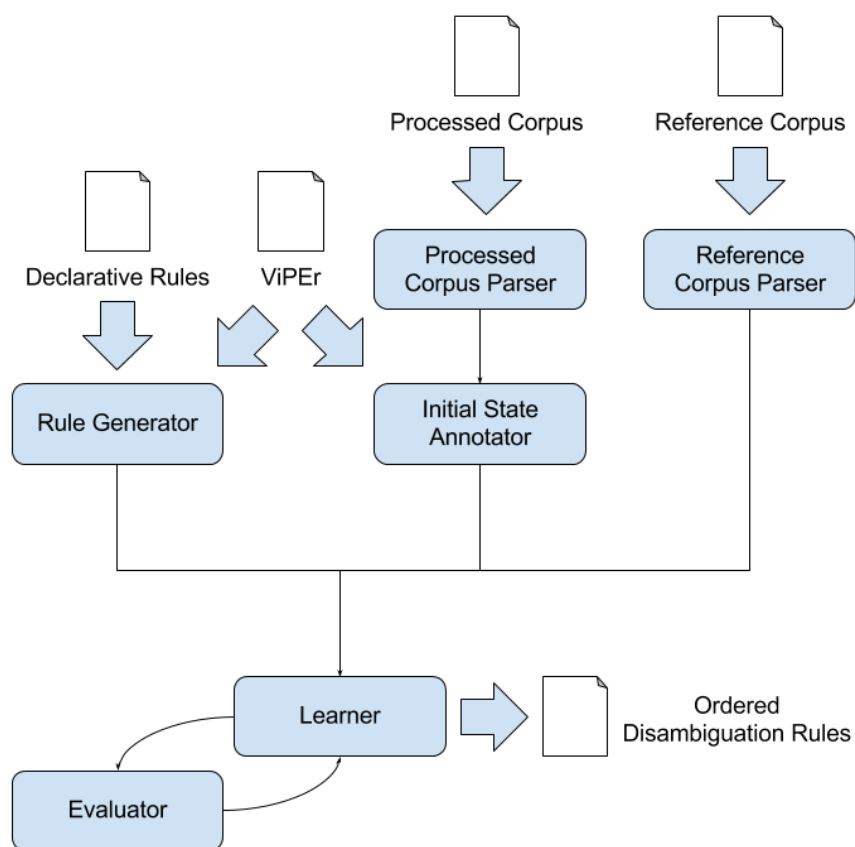 Processed Corpus
Reference Corpus
Declarative Rules
ViPEr
Processed
Corpus Parser
Reference
Corpus Parser
Rule Generator
Initial State
Annotator
Learner
Ordered
Disambiguation Rules
Evaluator